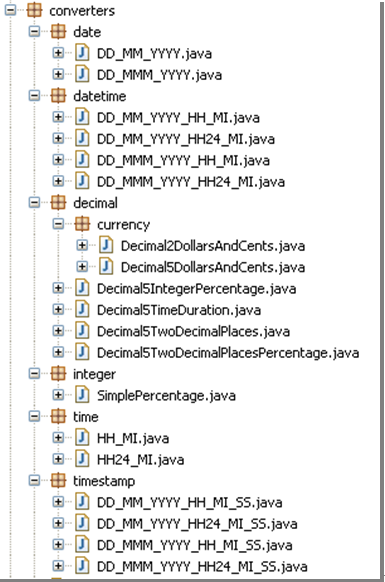 converters
date
DD_MM_YYYY.java
DD_MMM_YYYY.java
datetime
DD_MM_YYYY_HH_MI.java
DD_MM_YYYY_HH24_MI.java
DD_MMM_YYYY_HH_MI.java
DD_MMM_YYYY_HH24_MI.java
decimal
currency
Decimal2DollarsAndCents.java
Decimal5DollarsAndCents.java
Decimal5IntegerPercentage.java
Decimal5TimeDuration.java
Decimal5TwoDecimalPlaces.java
Decimal5TwoDecimalPlacesPercentage.java
integer
SimplePercentage.java
time
HH_MI.java
HH24_MI.java
timestamp
DD_MM_YYYY_HH_MI_SS.java
DD_MM_YYYY_HH24_MI_SS.java
DD_MMM_YYYY_HH_MI_SS.java
DD_MMM_YYYY_HH24_MI_SS.java